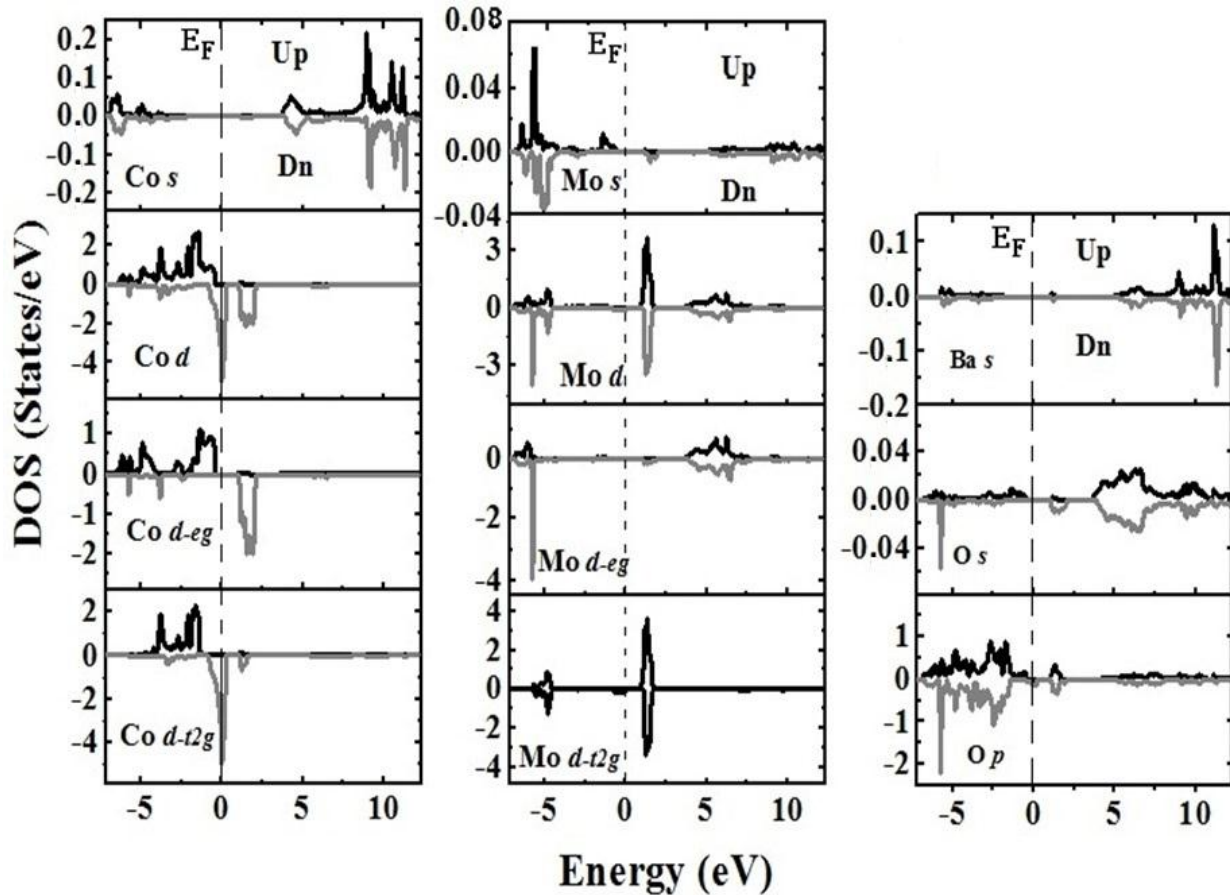 DOS (States/eV)
0.2
0.1
0.0
-0.1
-0.2
E_F
Up
Dn
Co s
2
0
-2
-4
Co d
1
0
-1
-2
Co d-eg
2
0
-2
-4
Co d-t2g
-5
0
5
10
0.08
0.04
0.00
-0.04
E_F
Up
Mo s
Dn
3
0
-3
Mo d
0
-2
-4
Mo d-eg
4
2
0
2
-4
Mo d-t2g
-5
0
5
10
0.1
0.0
-0.1
-0.2
E_F
Up
Ba s
Dn
0.04
0.00
-0.04
O s
1
0
-1
-2
O p
-5
0
5
10
Energy (eV)